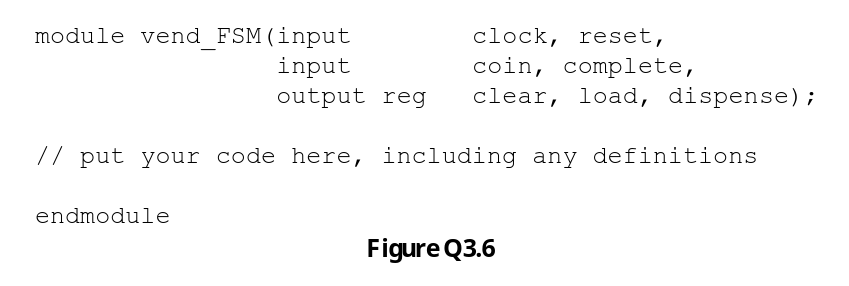 module vend_FSM(input clock, reset,
input coin, complete,
output reg clear, load, dispense);
// put your code here, including any definitions
endmodule
Figure Q3.6